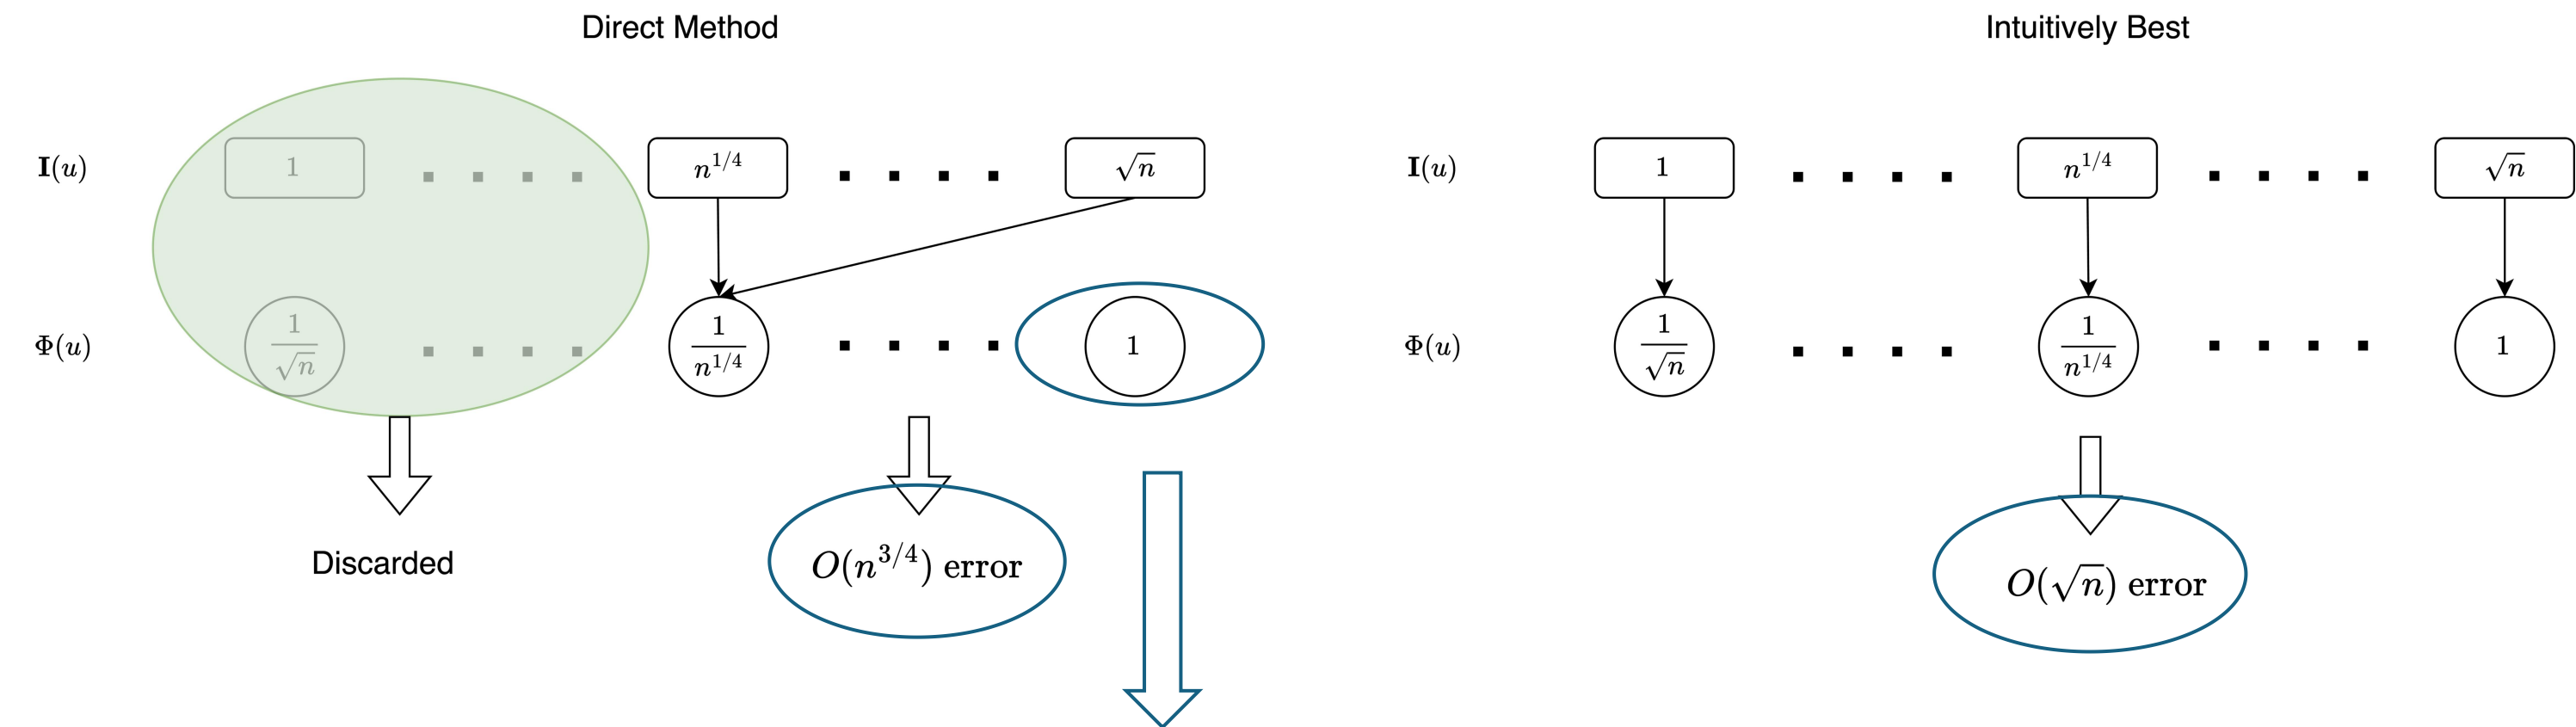 Direct Method
Intuitively Best
I(u)
1
n^{1/4}
√n
I(u)
1
n^{1/4}
√n
Φ(u)
1/√n
1/n^{1/4}
1
Φ(u)
1/√n
1/n^{1/4}
1
Discarded
O(n^{3/4}) error
O(√n) error